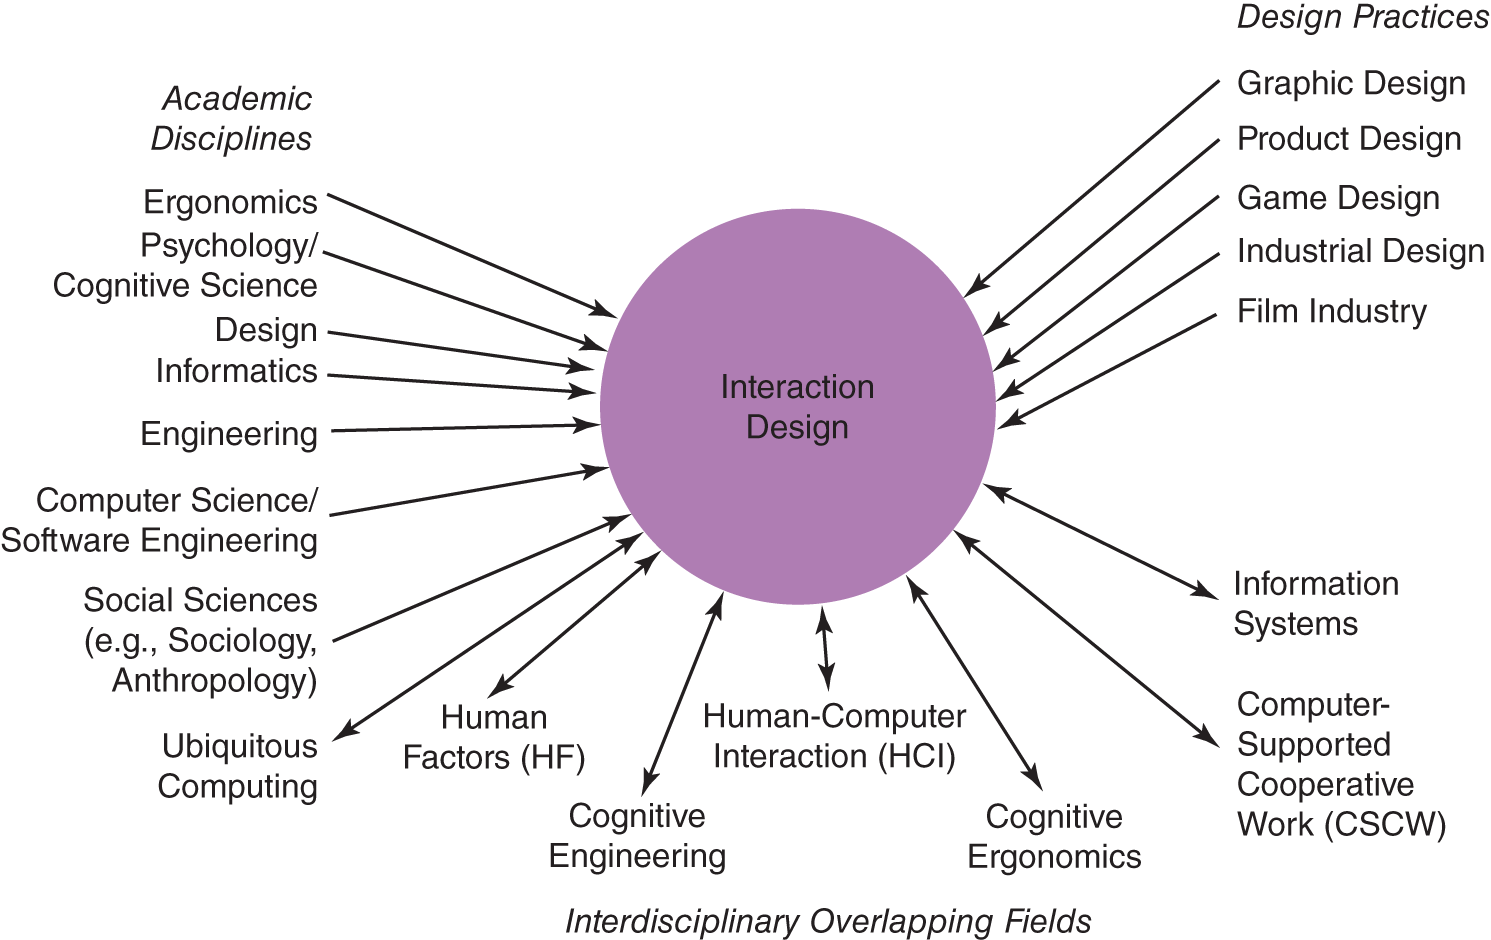 Design Practices
Graphic Design
Product Design
Game Design
Industrial Design
Film Industry
Academic
Disciplines
Ergonomics
Psychology/
Cognitive Science
Design
Informatics
Engineering
Computer Science/
Software Engineering
Social Sciences
(e.g., Sociology,
Anthropology)
Ubiquitous
Computing
Interaction
Design
Human
Factors (HF)
Cognitive
Engineering
Human-Computer
Interaction (HCI)
Cognitive
Ergonomics
Information
Systems
Computer-
Supported
Cooperative
Work (CSCW)
Interdisciplinary Overlapping Fields